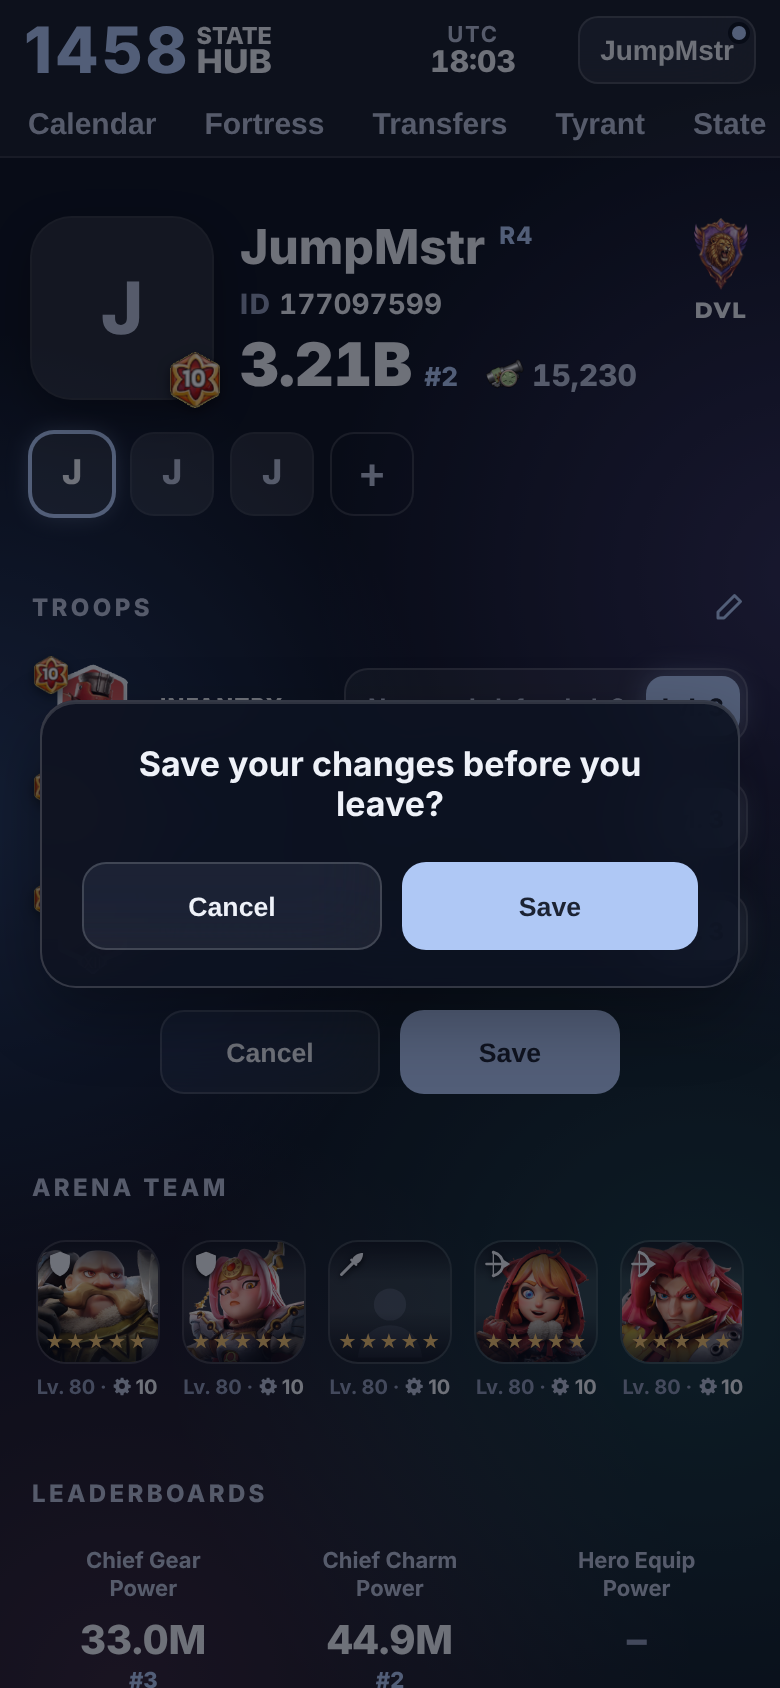 1458 STATE HUB
UTC
18:03
JumpMstr
Calendar Fortress Transfers Tyrant State
J
JumpMstr R4
ID 177097599
DVL
10
3.21B #2 15,230
J J J +
TROOPS
10
Save your changes before you
leave?
Cancel Save
Cancel Save
ARENA TEAM
Lv. 80 · 10 Lv. 80 · 10 Lv. 80 · 10 Lv. 80 · 10 Lv. 80 · 10
LEADERBOARDS
Chief Gear Power
Chief Charm Power
Hero Equip Power
33.0M 44.9M –
#3 #2